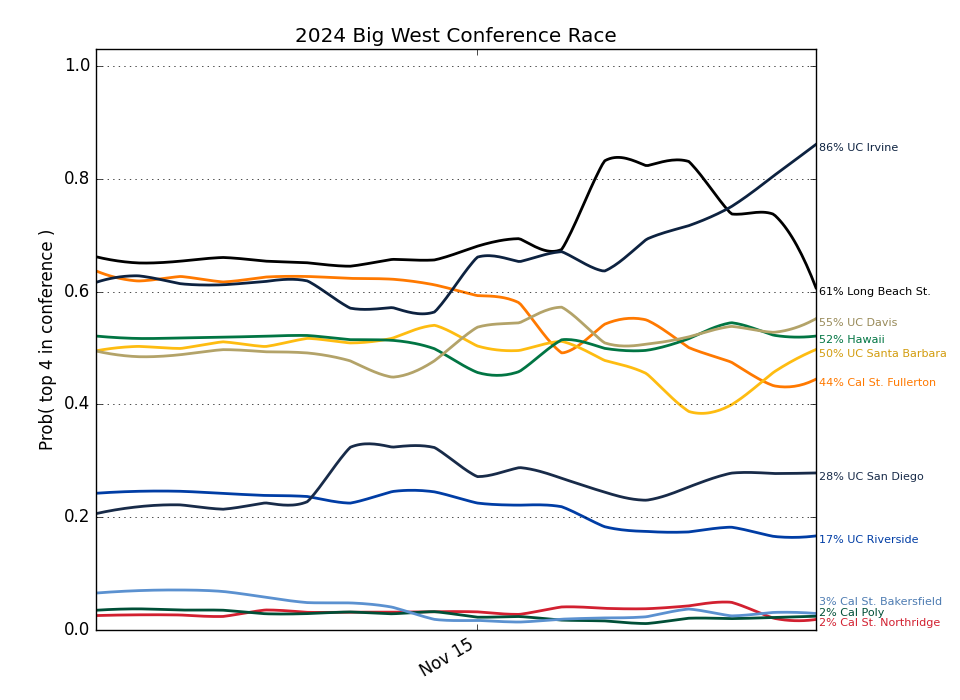 2024 Big West Conference Race
Prob( top 4 in conference )
1.0
0.8
0.6
0.4
0.2
0.0
Nov 15
86% UC Irvine
61% Long Beach St.
55% UC Davis
52% Hawaii
50% UC Santa Barbara
44% Cal St. Fullerton
28% UC San Diego
17% UC Riverside
3% Cal St. Bakersfield
2% Cal Poly
2% Cal St. Northridge